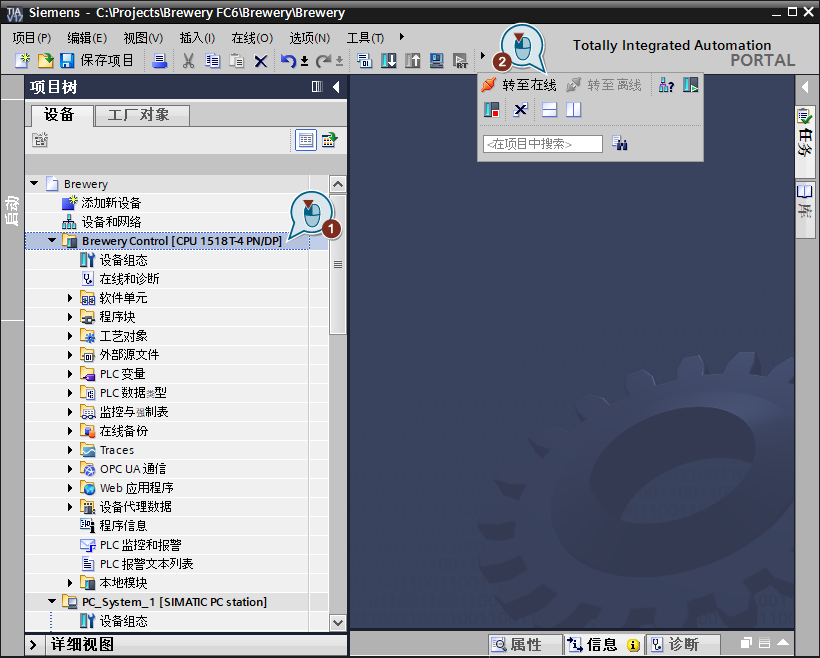 Siemens - C:\Projects\Brewery FC6\Brewery\Brewery
项目(P) 编辑(E) 视图(V) 插入(I) 在线(O) 选项(N) 工具(T)
Totally Integrated Automation
PORTAL
保存项目
2
转至在线 转至离线
<在项目中搜索>
项目树
设备 工厂对象
启动
任务
库
Brewery
添加新设备
设备和网络
Brewery Control [CPU 1518T-4 PN/DP]
1
设备组态
在线和诊断
软件单元
程序块
工艺对象
外部源文件
PLC 变量
PLC 数据类型
监控与强制表
在线备份
Traces
OPC UA 通信
Web 应用程序
设备代理数据
程序信息
PLC 监控和报警
PLC 报警文本列表
本地模块
PC_System_1 [SIMATIC PC station]
设备组态
详细视图
属性 信息 诊断